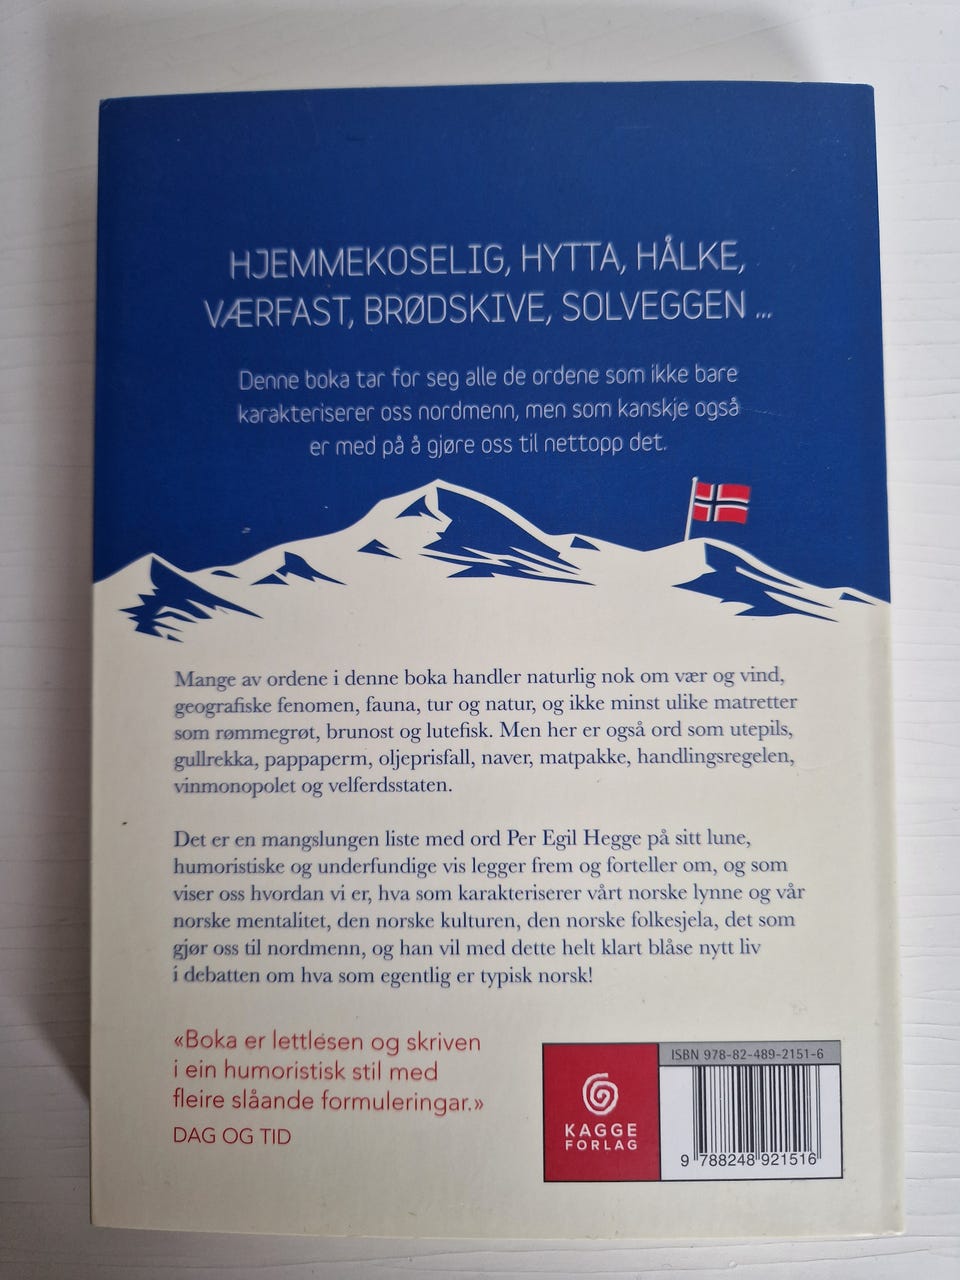 HJEMMEKOSELIG, HYTTA, HÅLKE,
VÆRFAST, BRØDSKIVE, SOLVEGGEN ...
Denne boka tar for seg alle de ordene som ikke bare
karakteriserer oss nordmenn, men som kanskje også
er med på å gjøre oss til nettopp det.
Mange av ordene i denne boka handler naturlig nok om vær og vind,
geografiske fenomen, fauna, tur og natur, og ikke minst ulike matretter
som rømmegrøt, brunost og lutefisk. Men her er også ord som utepils,
gullrekka, pappaperm, oljeprisfall, naver, matpakke, handlingsregelen,
vinmonopolet og velferdsstaten.
Det er en mangslungen liste med ord Per Egil Hegge på sitt lune,
humoristiske og underfundige vis legger frem og forteller om, og som
viser oss hvordan vi er, hva som karakteriserer vårt norske lynne og vår
norske mentalitet, den norske kulturen, den norske folkesjela, det som
gjør oss til nordmenn, og han vil med dette helt klart blåse nytt liv
i debatten om hva som egentlig er typisk norsk!
«Boka er lettlesen og skriven
i ein humoristisk stil med
fleire slåande formuleringar.»
DAG OG TID
KAGGE
FORLAG
ISBN 978-82-489-2151-6
9 788248 921516